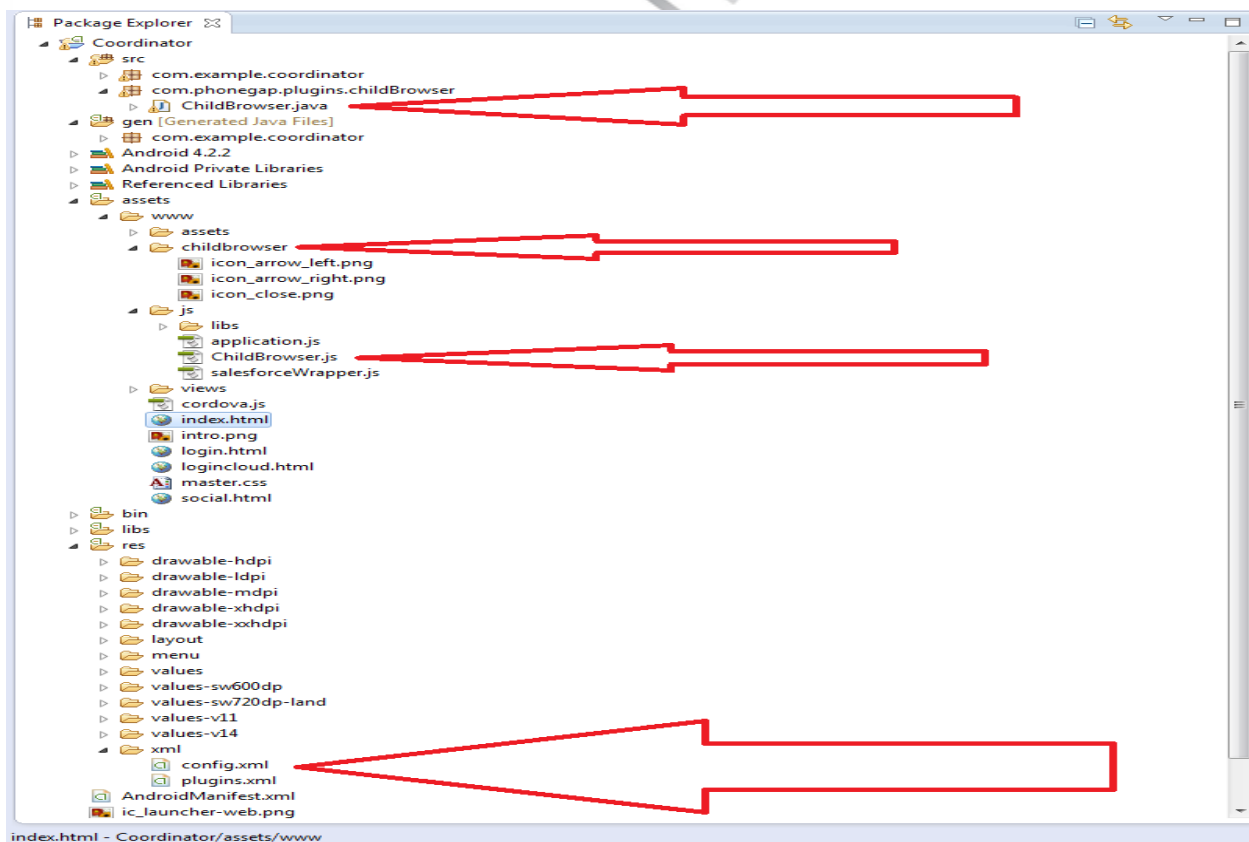 Package Explorer
Coordinator
src
com.example.coordinator
com.phonegap.plugins.childBrowser
ChildBrowser.java
gen [Generated Java Files]
com.example.coordinator
Android 4.2.2
Android Private Libraries
Referenced Libraries
assets
www
assets
childbrowser
icon_arrow_left.png
icon_arrow_right.png
icon_close.png
js
libs
application.js
ChildBrowser.js
salesforceWrapper.js
views
cordova.js
index.html
intro.png
login.html
logincloud.html
master.css
social.html
bin
libs
res
drawable-hdpi
drawable-ldpi
drawable-mdpi
drawable-xhdpi
drawable-xxhdpi
layout
menu
values
values-sw600dp
values-sw720dp-land
values-v11
values-v14
xml
config.xml
plugins.xml
AndroidManifest.xml
ic_launcher-web.png
index.html - Coordinator/assets/www